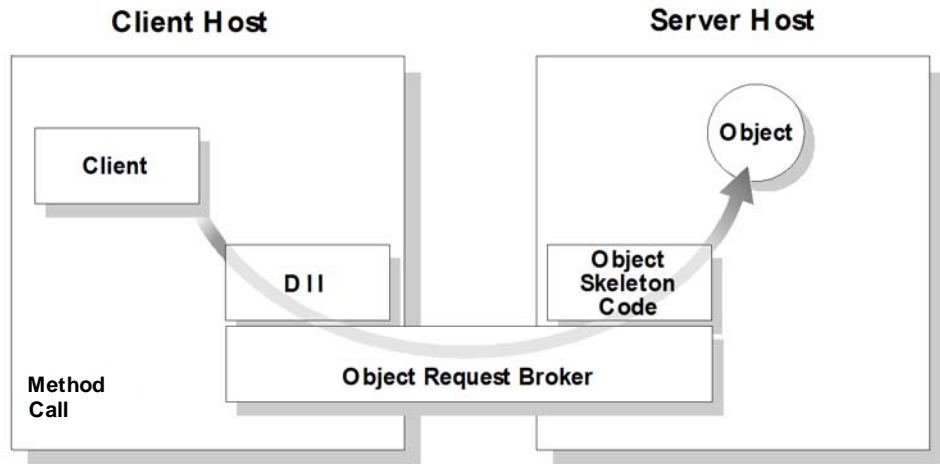 Client Host
Server Host
Client
Object
DII
Object
Skeleton
Code
Object Request Broker
Method
Call